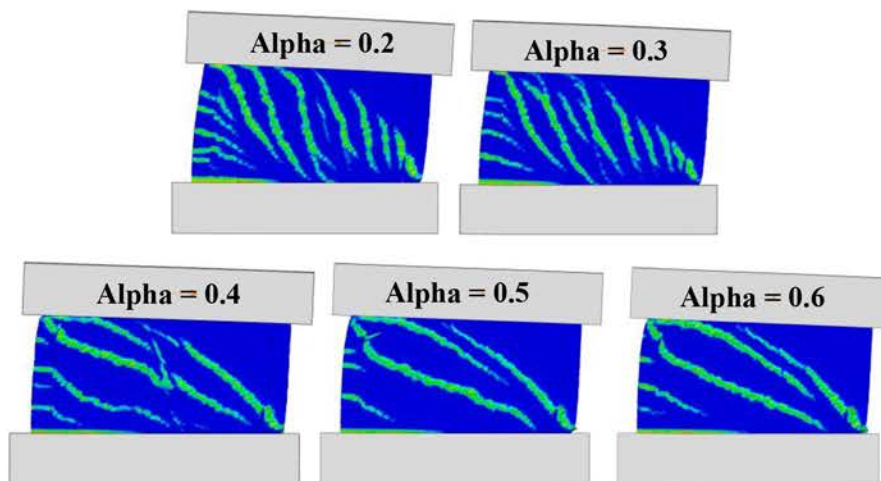 Alpha = 0.2
Alpha = 0.3
Alpha = 0.4
Alpha = 0.5
Alpha = 0.6